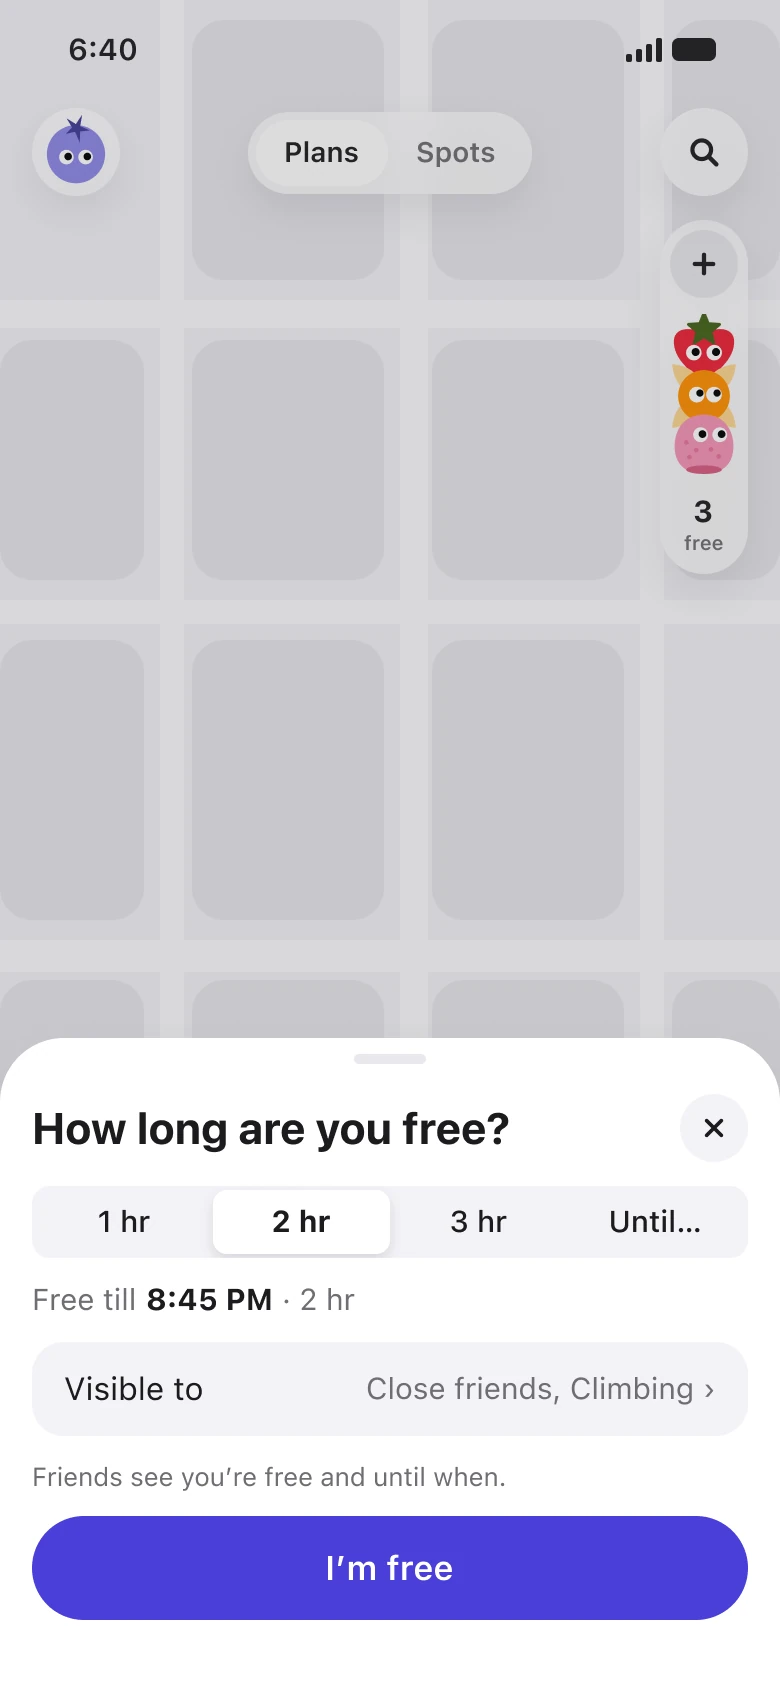 6:40
Plans Spots
3
free
How long are you free?
1 hr 2 hr 3 hr Until...
Free till 8:45 PM · 2 hr
Visible to Close friends, Climbing ›
Friends see you’re free and until when.
I’m free